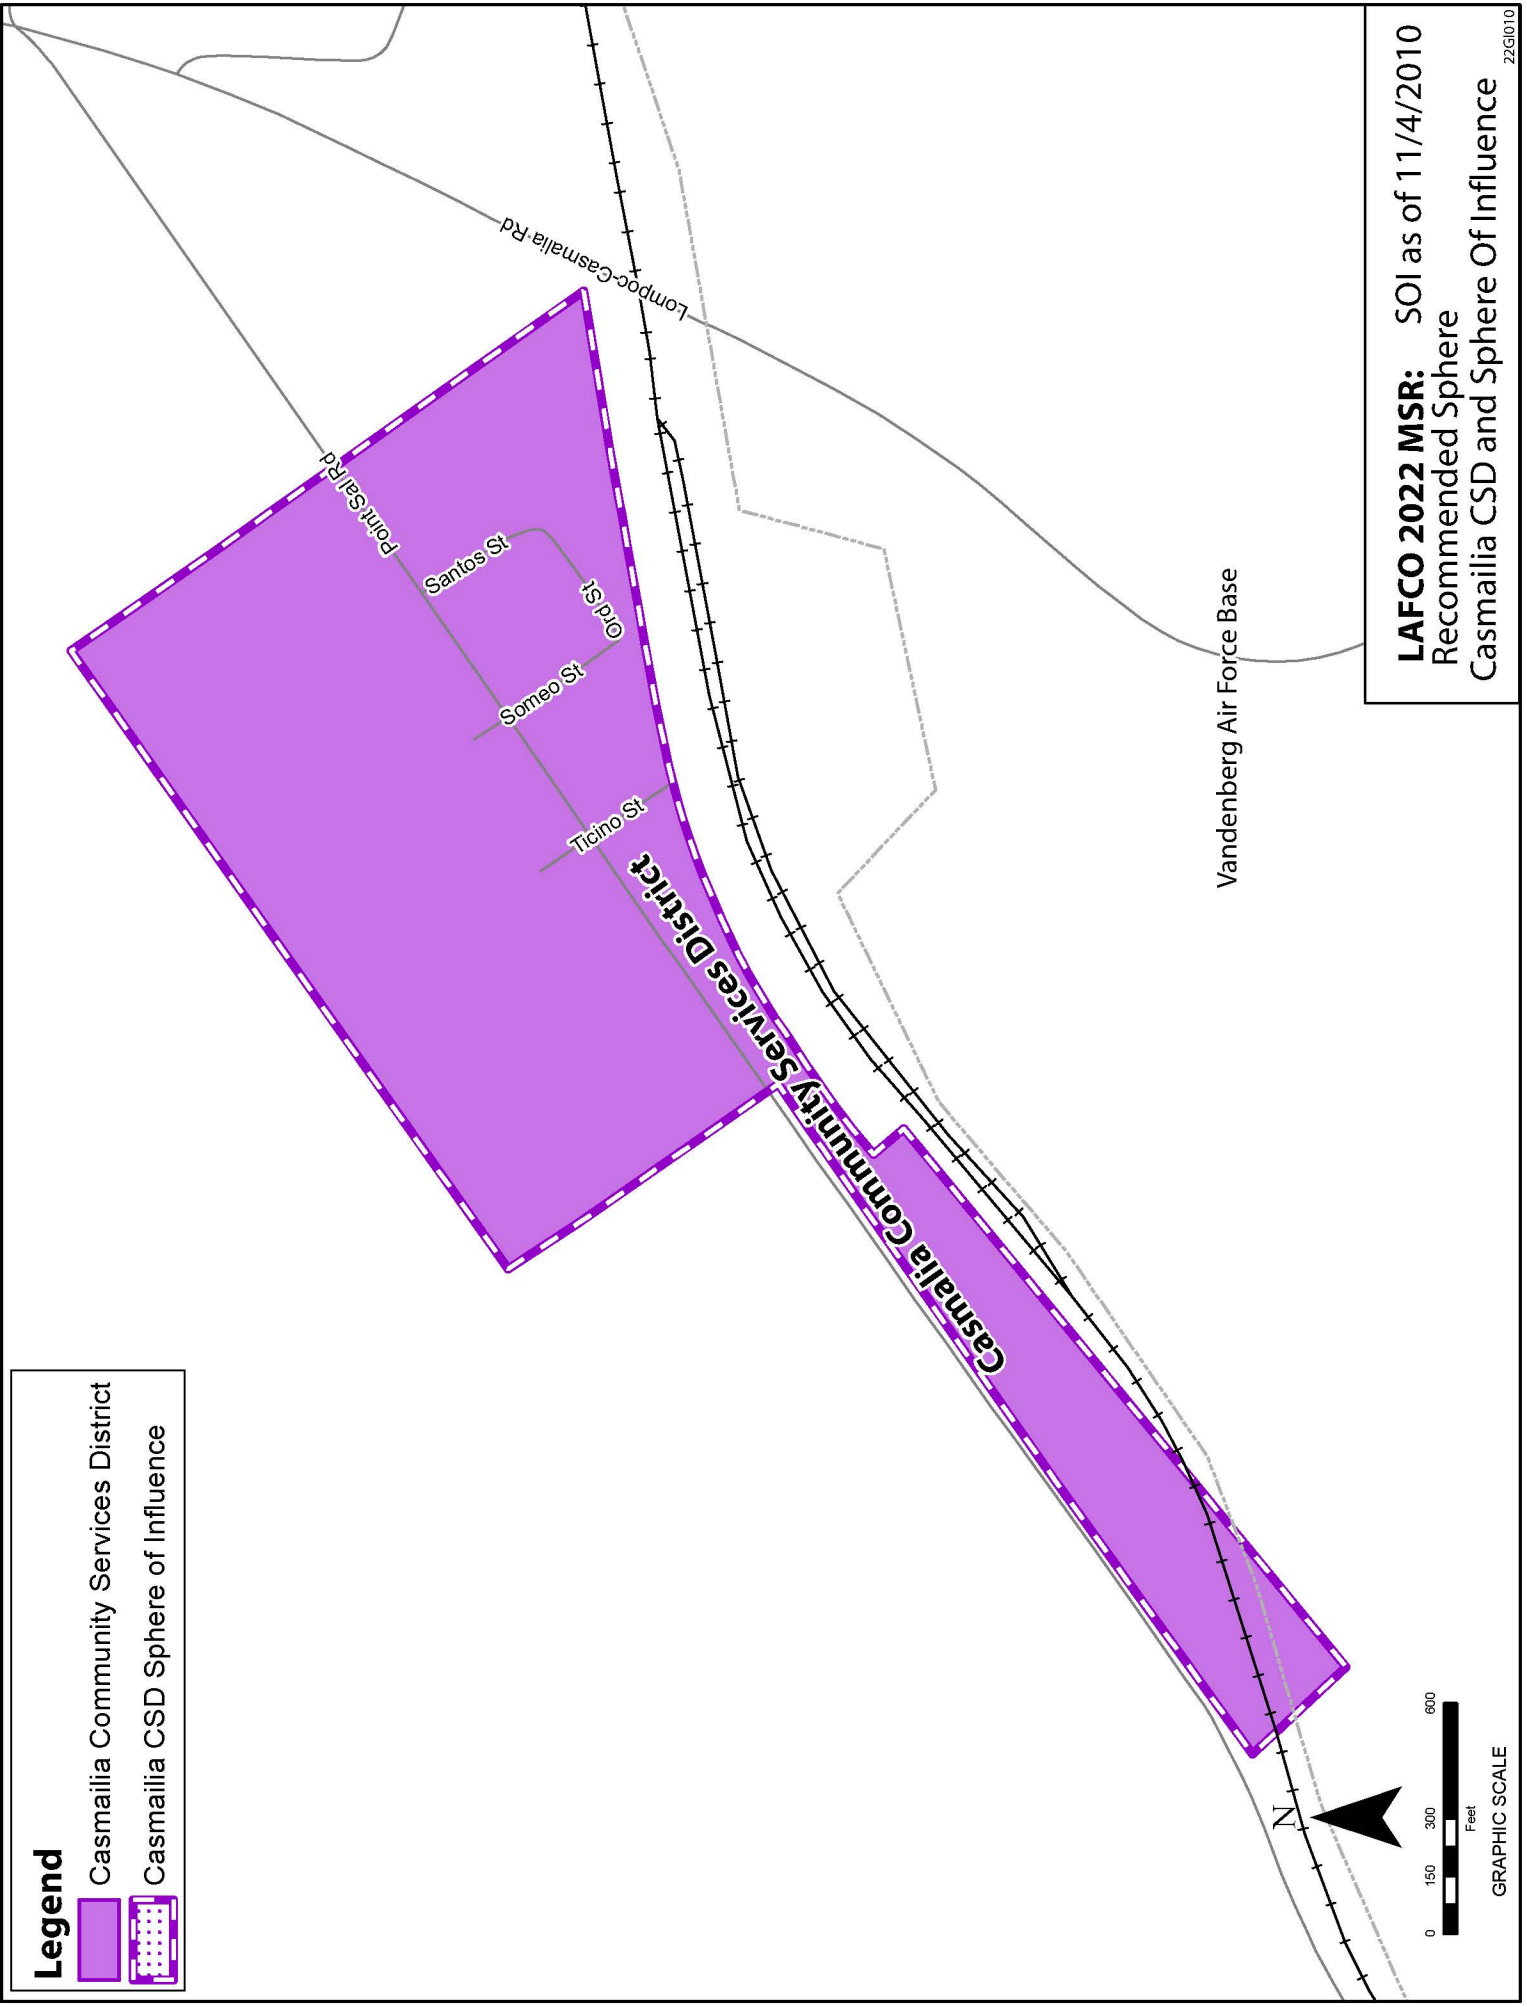 Legend
Casmailia Community Services District
Casmailia CSD Sphere of Influence
Point Sal Rd
Lompoc-Casmalia Rd
Santos St
Ord St
Someo St
Ticino St
Casmalia Community Services District
Vandenberg Air Force Base
N
0 150 300 600
Feet
GRAPHIC SCALE
LAFCO 2022 MSR: SOI as of 11/4/2010
Recommended Sphere
Casmailia CSD and Sphere Of Influence
22GI010